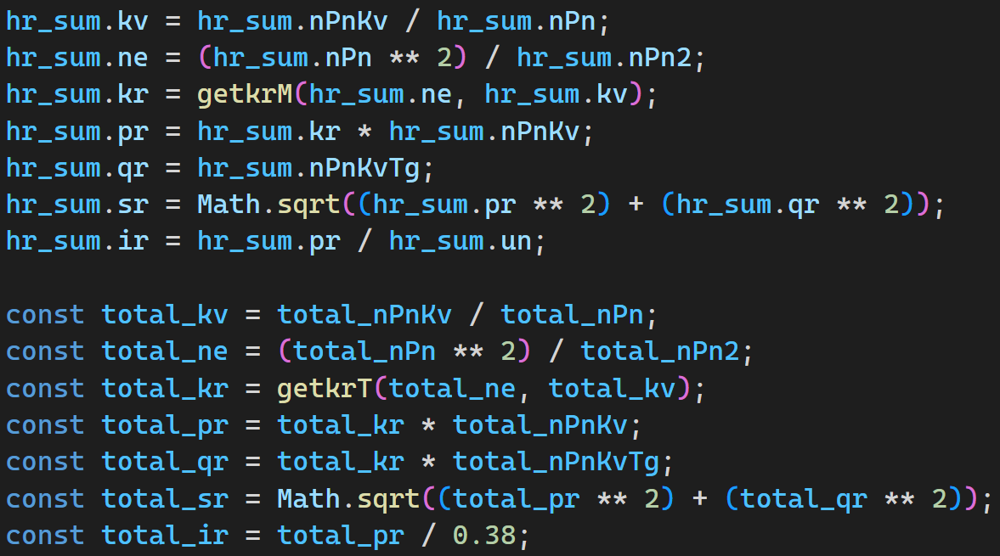 hr_sum.kv = hr_sum.nPnKv / hr_sum.nPn;
hr_sum.ne = (hr_sum.nPn ** 2) / hr_sum.nPn2;
hr_sum.kr = getkrM(hr_sum.ne, hr_sum.kv);
hr_sum.pr = hr_sum.kr * hr_sum.nPnKv;
hr_sum.qr = hr_sum.nPnKvTg;
hr_sum.sr = Math.sqrt((hr_sum.pr ** 2) + (hr_sum.qr ** 2));
hr_sum.ir = hr_sum.pr / hr_sum.un;
const total_kv = total_nPnKv / total_nPn;
const total_ne = (total_nPn ** 2) / total_nPn2;
const total_kr = getkrT(total_ne, total_kv);
const total_pr = total_kr * total_nPnKv;
const total_qr = total_kr * total_nPnKvTg;
const total_sr = Math.sqrt((total_pr ** 2) + (total_qr ** 2));
const total_ir = total_pr / 0.38;